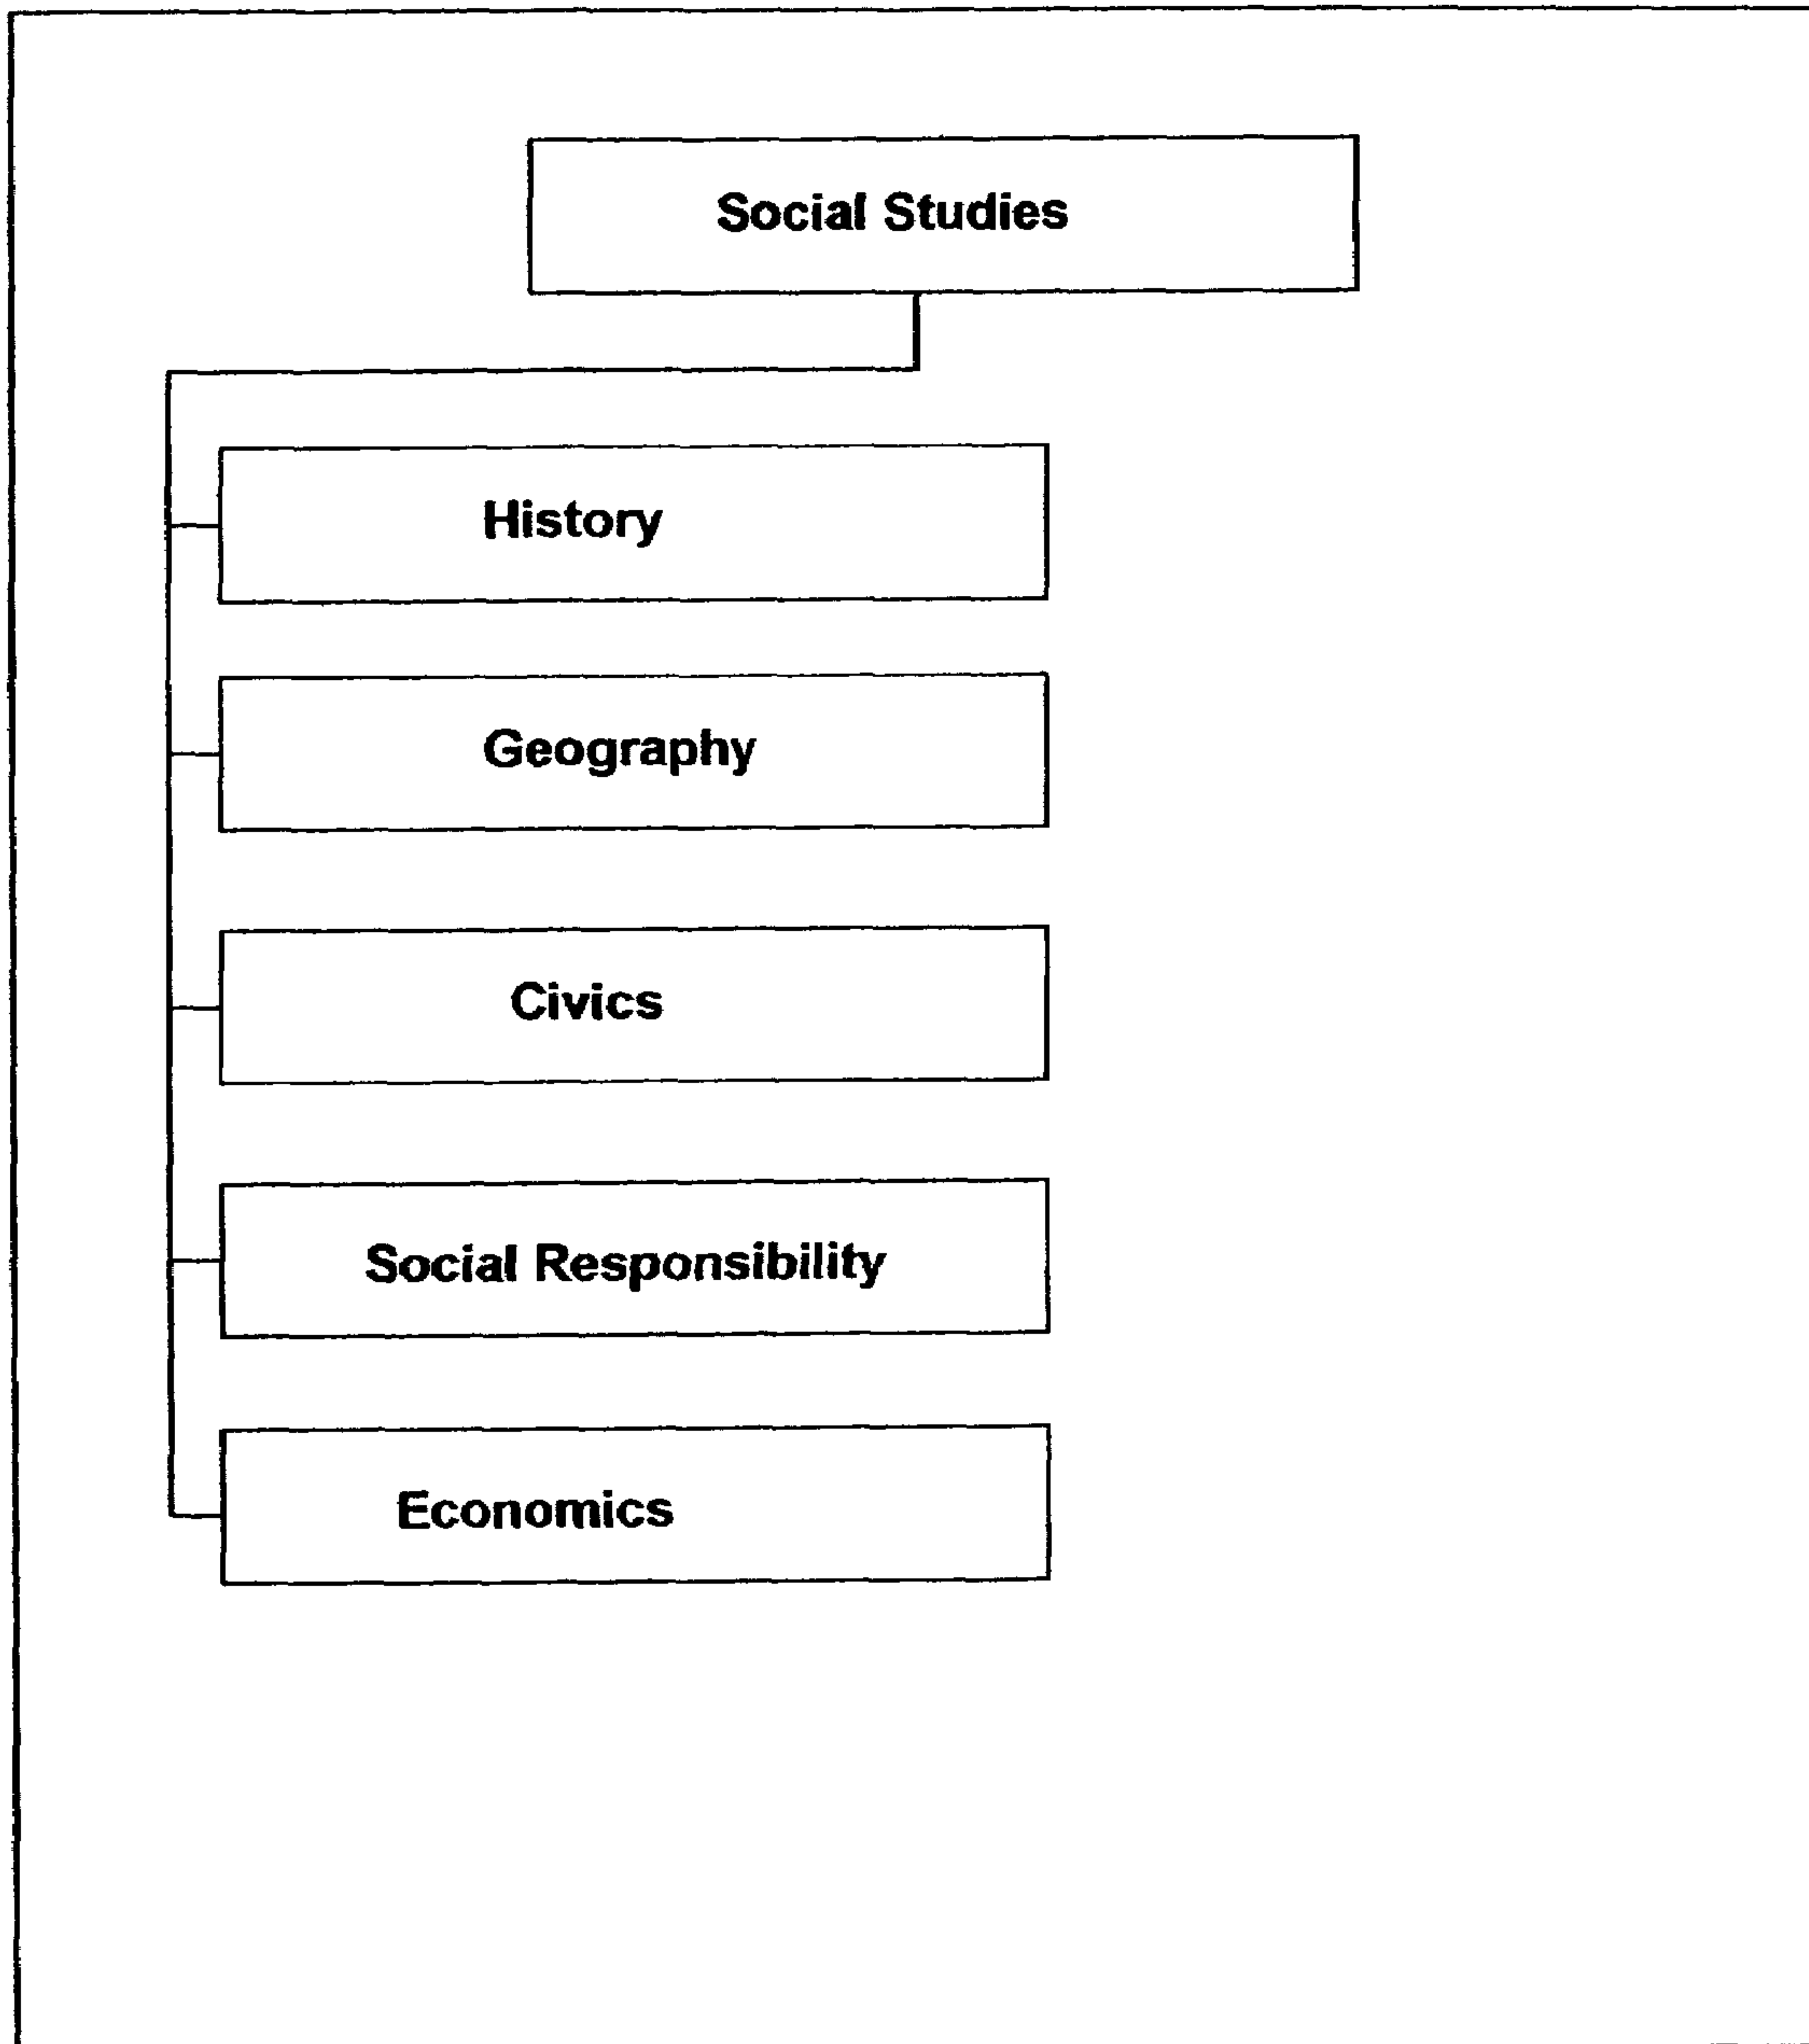 Social Studies
History
Geography
Civics
Social Responsibility
Economics